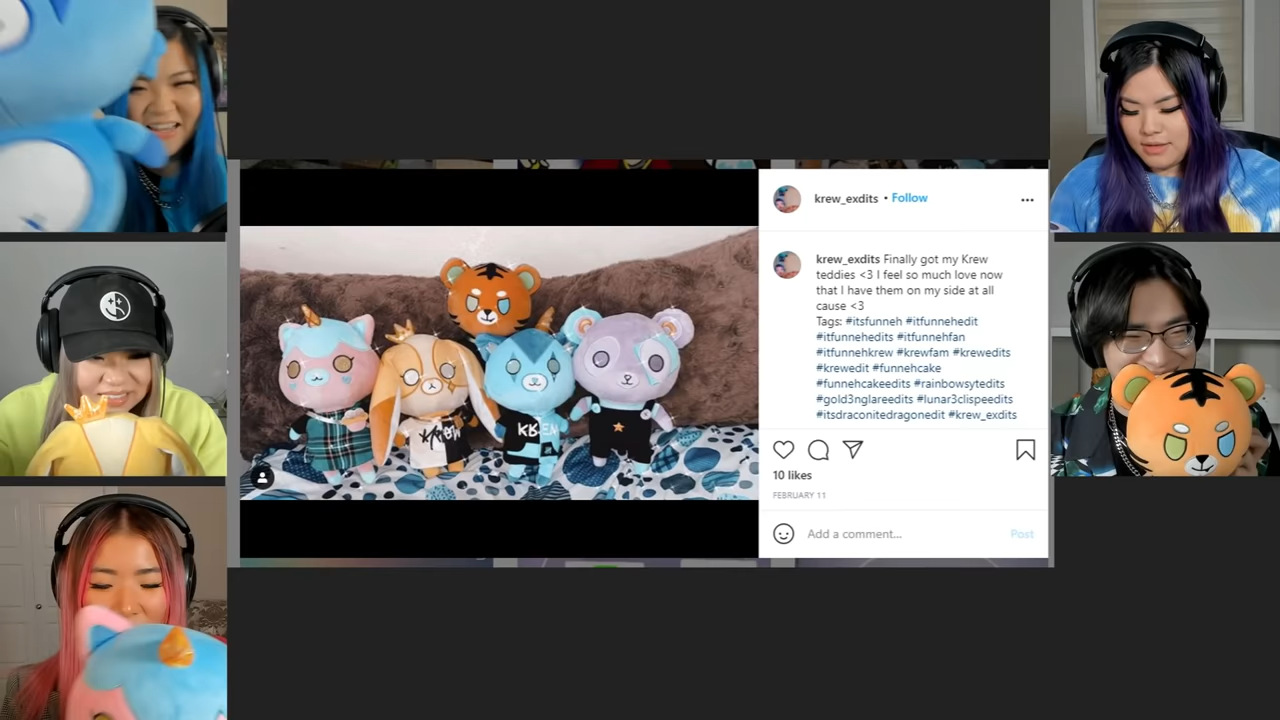 krew_exdits • Follow
krew_exdits Finally got my Krew
teddies <3 I feel so much love now
that I have them on my side at all
cause <3
Tags: #itsfunneh #itfunnehedit
#itfunnehedits #itfunnehfan
#itfunnehkrew #krewfam #krewedits
#krewedit #funnehcake
#funnehcakeedits #rainbowsytedits
#gold3nglareedits #lunar3clispeedits
#itsdraconitedragonedit #krew_exdits
10 likes
FEBRUARY 11
Add a comment... Post